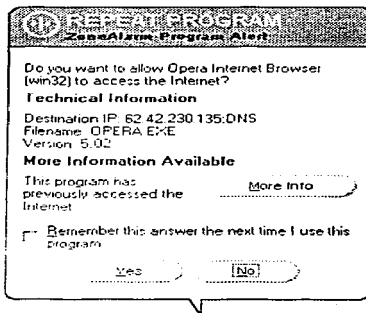 REPEAT PROGRAM
ZoneAlarm Program Alert
Do you want to allow Opera Internet Browser
[win32] to access the Internet?
Technical Information
Destination IP: 62.42.230.135:DNS
Filename: OPERA.EXE
Version: 5.02
More Information Available
This program has
previously accessed the
Internet
More Info
Remember this answer the next time I use this
program
Yes No